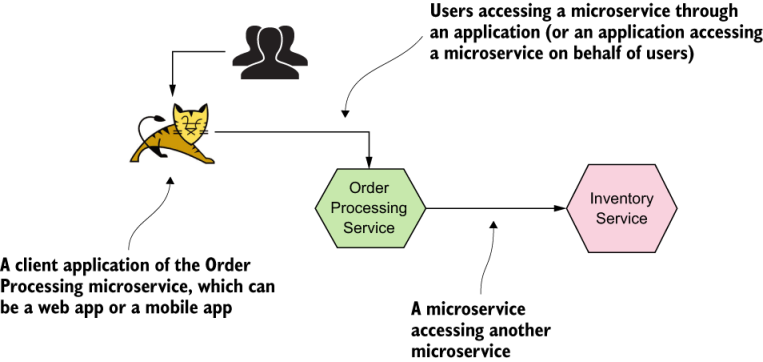 Users accessing a microservice through
an application (or an application accessing
a microservice on behalf of users)
Order
Processing
Service
Inventory
Service
A client application of the Order
Processing microservice, which can
be a web app or a mobile app
A microservice
accessing another
microservice